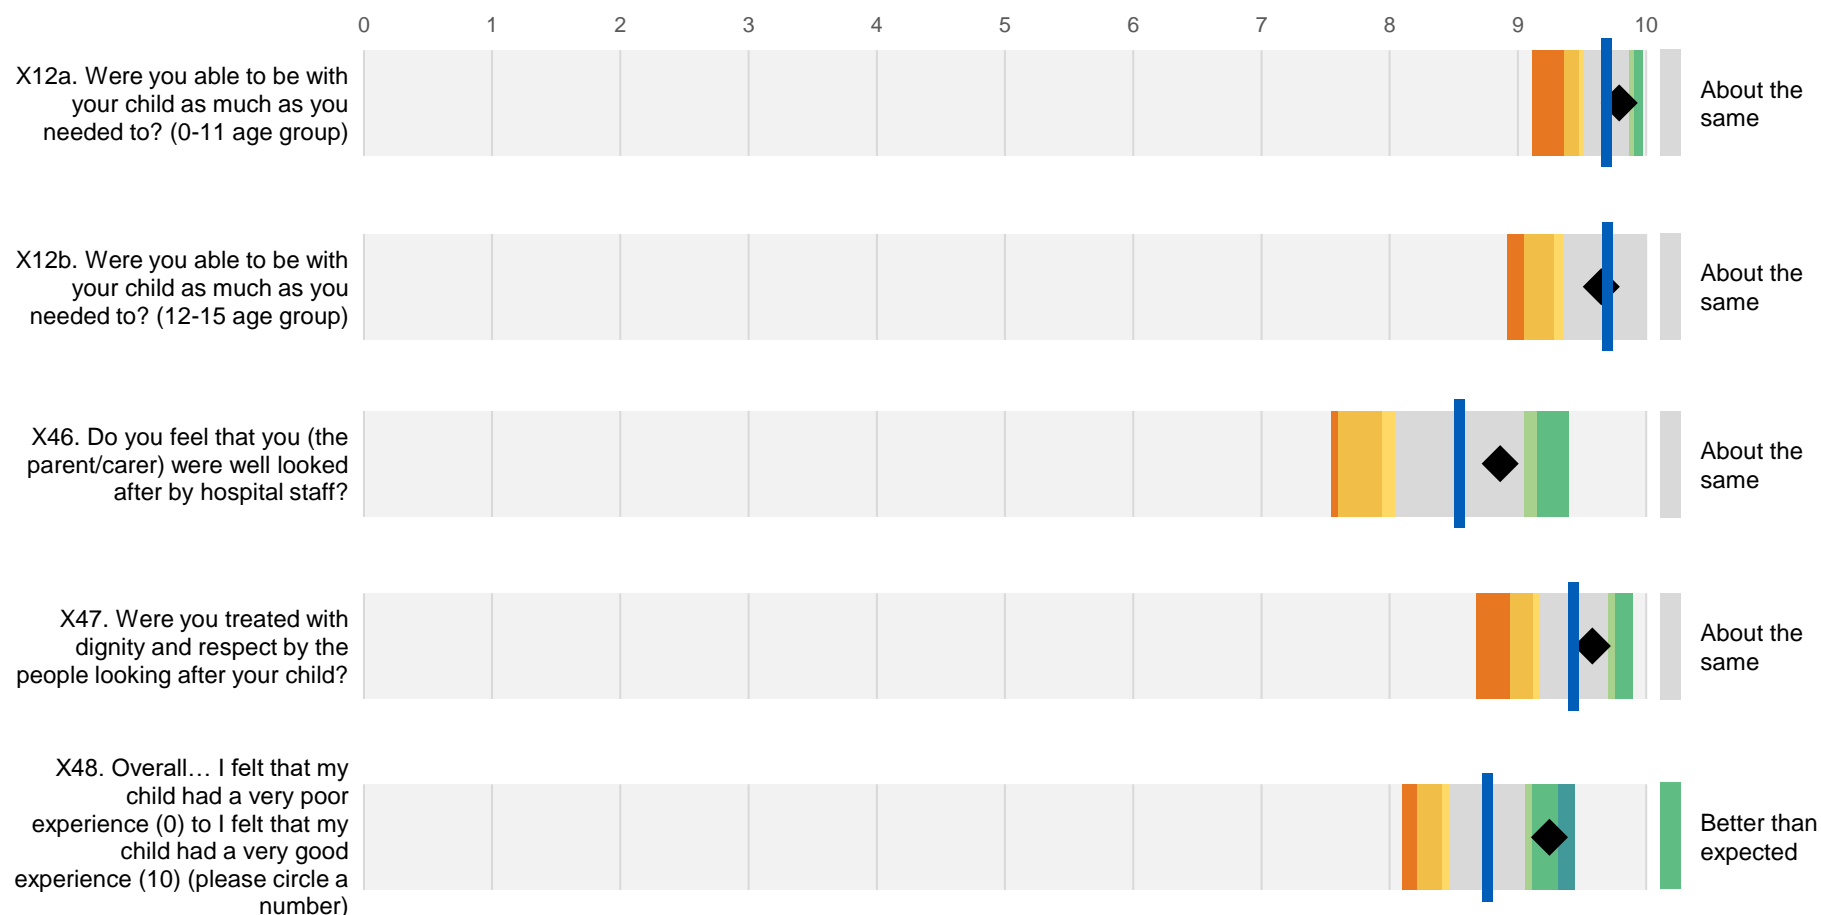 0 1 2 3 4 5 6 7 8 9 10
X12a. Were you able to be with
your child as much as you
needed to? (0-11 age group)
About the
same
X12b. Were you able to be with
your child as much as you
needed to? (12-15 age group)
About the
same
X46. Do you feel that you (the
parent/carer) were well looked
after by hospital staff?
About the
same
X47. Were you treated with
dignity and respect by the
people looking after your child?
About the
same
X48. Overall… I felt that my
child had a very poor
experience (0) to I felt that my
child had a very good
experience (10) (please circle a
number)
Better than
expected